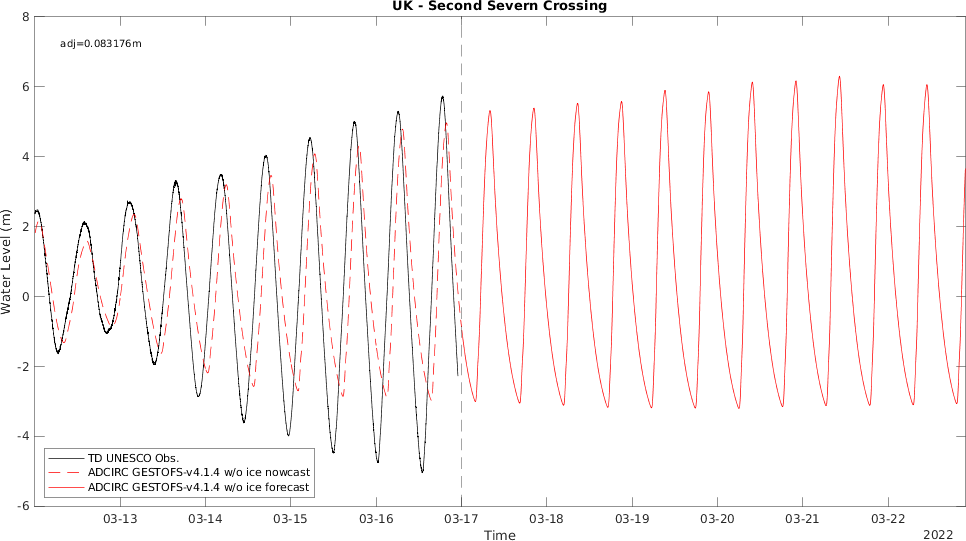 UK - Second Severn Crossing
adj=0.083176m
8
6
4
2
0
-2
-4
-6
Water Level (m)
TD UNESCO Obs.
ADCIRC GESTOFS-v4.1.4 w/o ice nowcast
ADCIRC GESTOFS-v4.1.4 w/o ice forecast
03-13
03-14
03-15
03-16
03-17
03-18
03-19
03-20
03-21
03-22
Time
2022